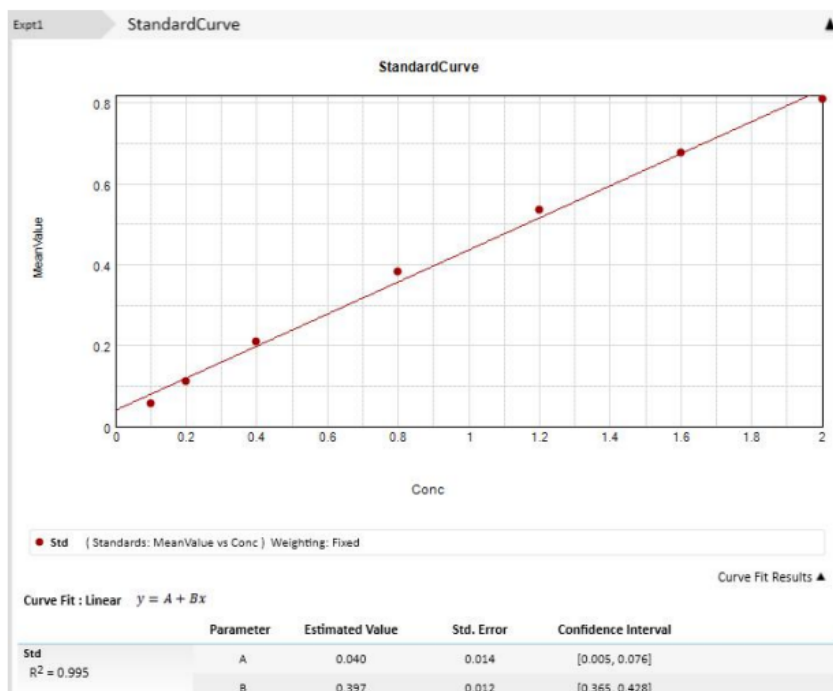 Expt1 StandardCurve ▲
StandardCurve
0.8
0.6
0.4
0.2
0
MeanValue
0 0.2 0.4 0.6 0.8 1 1.2 1.4 1.6 1.8 2
Conc
Std ( Standards: MeanValue vs Conc ) Weighting: Fixed
Curve Fit Results ▲
Curve Fit : Linear y = A + Bx
Parameter Estimated Value Std. Error Confidence Interval
Std
R² = 0.995 A 0.040 0.014 [0.005, 0.076]
B 0.397 0.012 [0.365, 0.428]